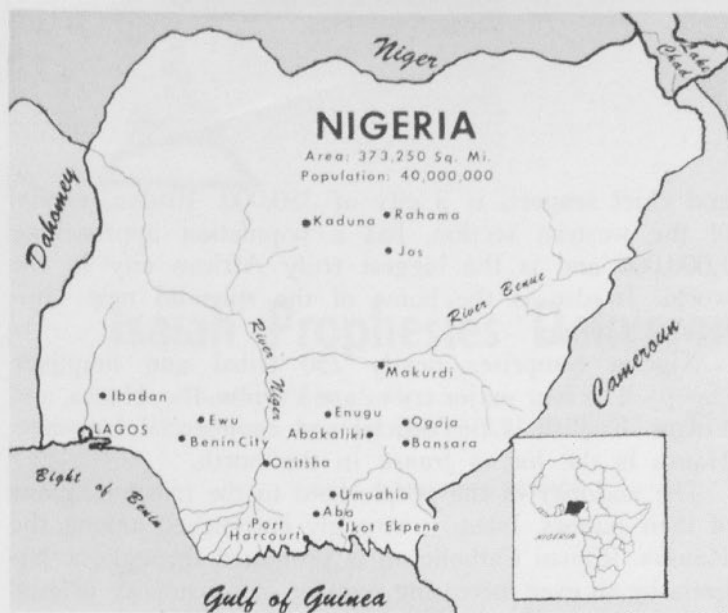 Niger
Lake
Chad
NIGERIA
Area: 373,250 Sq. Mi.
Population: 40,000,000
Dahomey
Kaduna
Rahama
Jos
River Benue
River Niger
Makurdi
Cameroun
Ibadan
Ewu
Enugu
Ogoja
LAGOS
Benin City
Abakaliki
Bansara
Onitsha
Bight of Benin
Umuahia
Aba
Port
Harcourt
Ikot Ekpene
NIGERIA
Gulf of Guinea